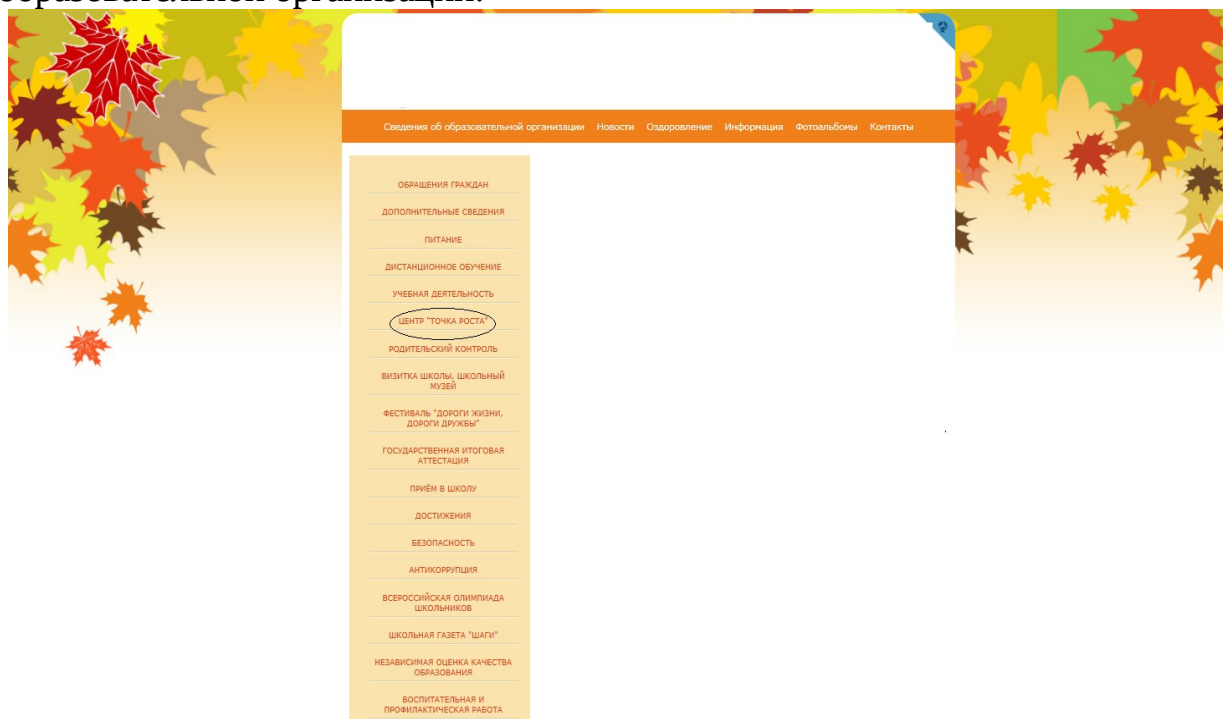 образовательной организации.
Сведения об образовательной организации Новости Оздоровление Информация Фотоальбомы Контакты
ОБРАЩЕНИЯ ГРАЖДАН
ДОПОЛНИТЕЛЬНЫЕ СВЕДЕНИЯ
ПИТАНИЕ
ДИСТАНЦИОННОЕ ОБУЧЕНИЕ
УЧЕБНАЯ ДЕЯТЕЛЬНОСТЬ
ЦЕНТР "ТОЧКА РОСТА"
РОДИТЕЛЬСКИЙ КОНТРОЛЬ
ВИЗИТКА ШКОЛЫ, ШКОЛЬНЫЙ
МУЗЕЙ
ФЕСТИВАЛЬ "ДОРОГИ ЖИЗНИ,
ДОРОГИ ДРУЖБЫ"
ГОСУДАРСТВЕННАЯ ИТОГОВАЯ
АТТЕСТАЦИЯ
ПРИЁМ В ШКОЛУ
ДОСТИЖЕНИЯ
БЕЗОПАСНОСТЬ
АНТИКОРРУПЦИЯ
ВСЕРОССИЙСКАЯ ОЛИМПИАДА
ШКОЛЬНИКОВ
ШКОЛЬНАЯ ГАЗЕТА "ШАГИ"
НЕЗАВИСИМАЯ ОЦЕНКА КАЧЕСТВА
ОБРАЗОВАНИЯ
ВОСПИТАТЕЛЬНАЯ И
ПРОФИЛАКТИЧЕСКАЯ РАБОТА